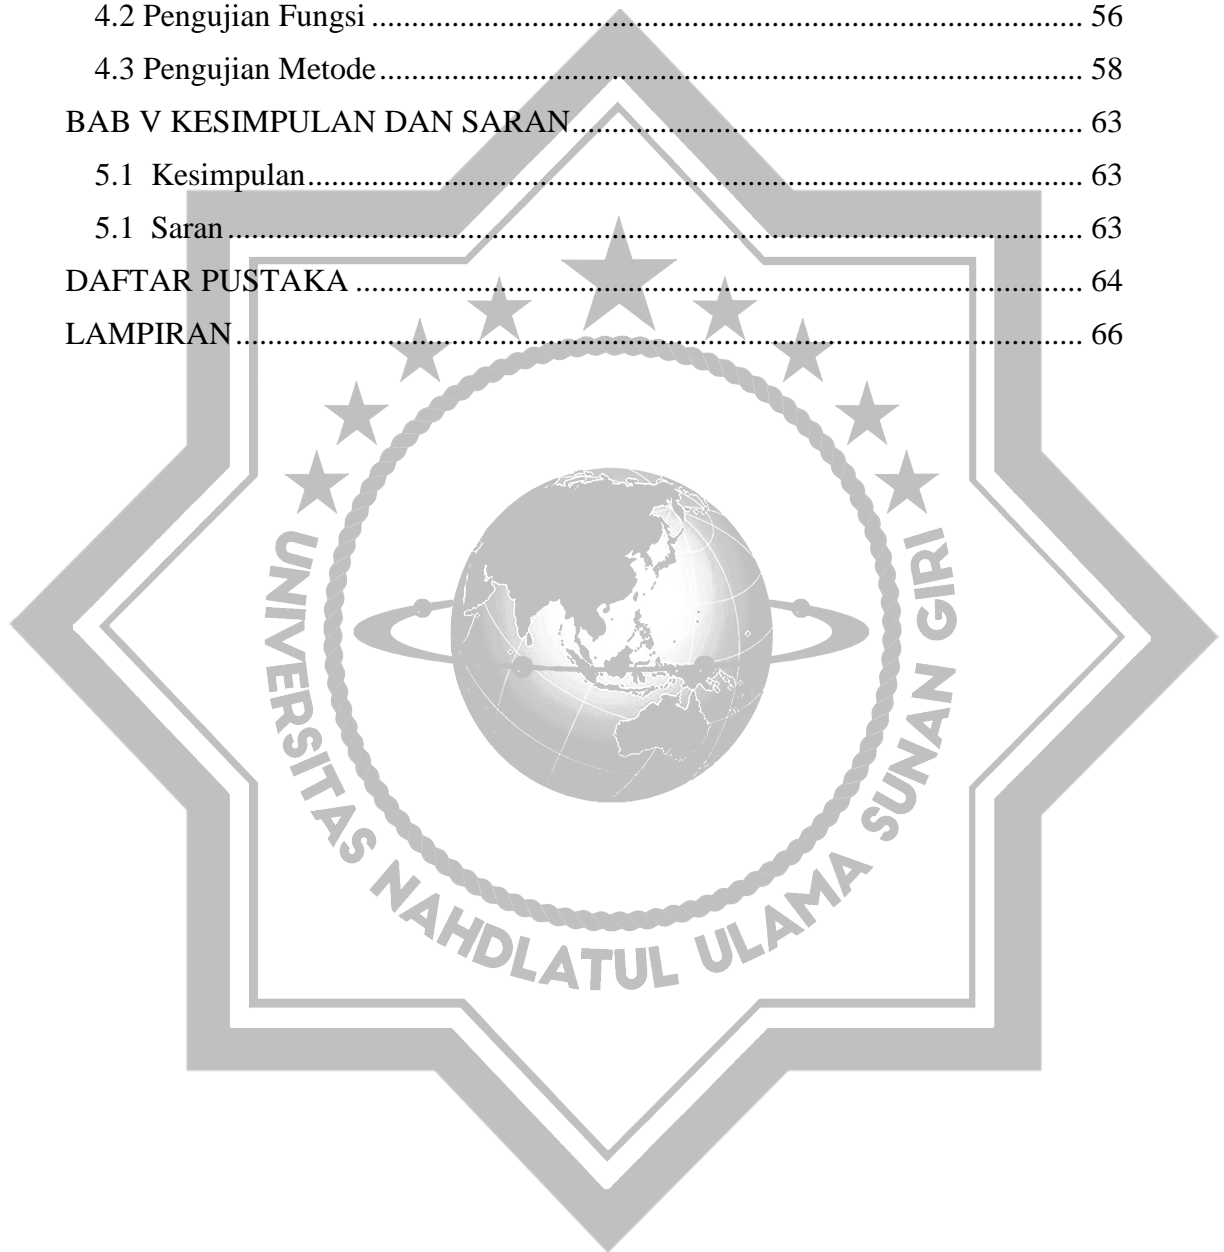 4.2 Pengujian Fungsi ........................................................................................... 56
4.3 Pengujian Metode .......................................................................................... 58
BAB V KESIMPULAN DAN SARAN ................................................................. 63
5.1 Kesimpulan ................................................................................................... 63
5.1 Saran ............................................................................................................. 63
DAFTAR PUSTAKA ............................................................................................ 64
LAMPIRAN ........................................................................................................... 66
UNIVERSITAS NAHDLATUL ULAMA SUNAN GIRI